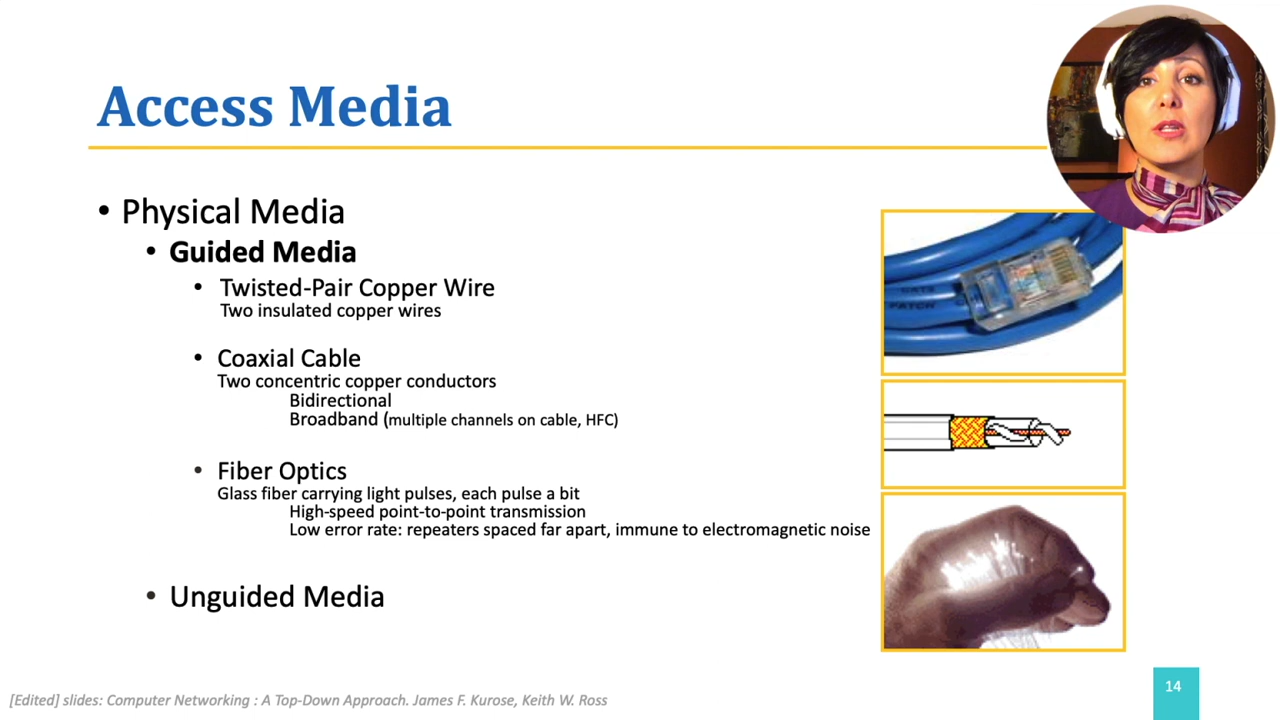 Access Media
• Physical Media
• Guided Media
• Twisted-Pair Copper Wire
Two insulated copper wires
• Coaxial Cable
Two concentric copper conductors
Bidirectional
Broadband (multiple channels on cable, HFC)
• Fiber Optics
Glass fiber carrying light pulses, each pulse a bit
High-speed point-to-point transmission
Low error rate: repeaters spaced far apart, immune to electromagnetic noise
• Unguided Media
PATCH
[Edited] slides: Computer Networking : A Top-Down Approach. James F. Kurose, Keith W. Ross
14